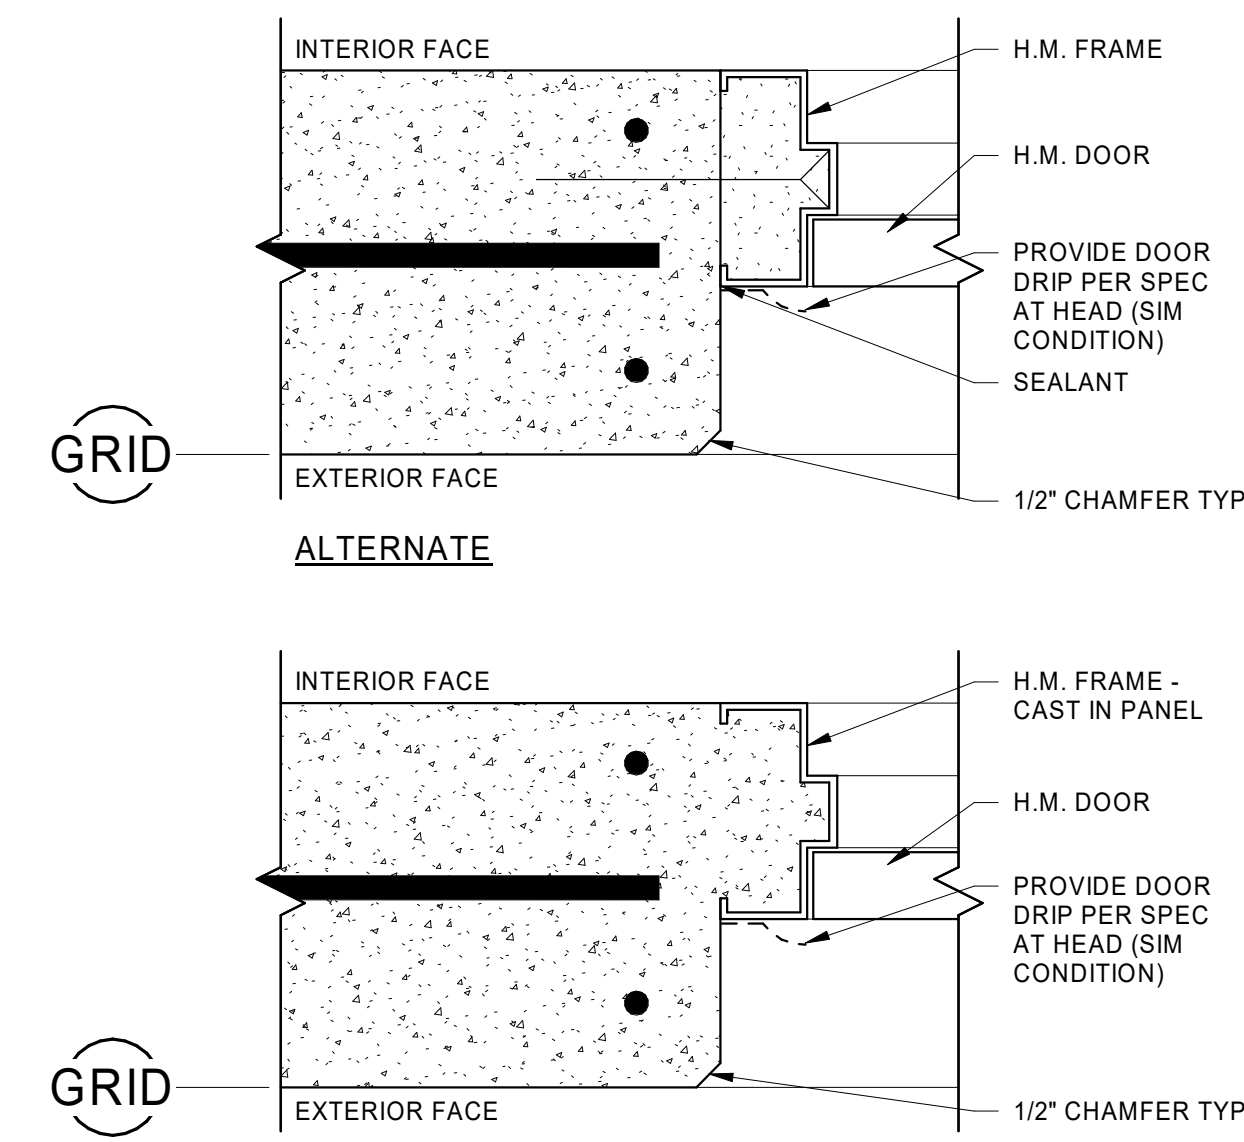 INTERIOR FACE
H.M. FRAME
H.M. DOOR
PROVIDE DOOR
DRIP PER SPEC
AT HEAD (SIM
CONDITION)
SEALANT
GRID
EXTERIOR FACE
1/2" CHAMFER TYP
ALTERNATE
INTERIOR FACE
H.M. FRAME -
CAST IN PANEL
H.M. DOOR
PROVIDE DOOR
DRIP PER SPEC
AT HEAD (SIM
CONDITION)
GRID
EXTERIOR FACE
1/2" CHAMFER TYP